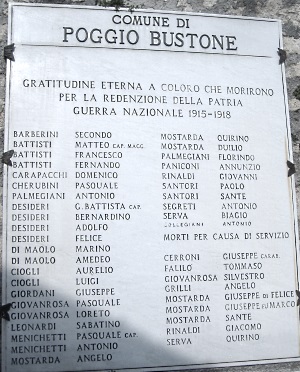 COMUNE DI
POGGIO BUSTONE
GRATITUDINE ETERNA A COLORO CHE MORIRONO
PER LA REDENZIONE DELLA PATRIA
GUERRA NAZIONALE 1915-1918
BARBERINI SECONDO
BATTISTI MATTEO CAP. MAGG.
BATTISTI FRANCESCO
BATTISTI FERNANDO
CARAPACCHI DOMENICO
CHERUBINI PASQUALE
PALMEGIANI ANTONIO
DESIDERI G. BATTISTA CAP.
DESIDERI BERNARDINO
DESIDERI ADOLFO
DESIDERI FELICE
DI MAOLO MARINO
DI MAOLO AMEDEO
CIOGLI AURELIO
CIOGLI LUIGI
GIORDANI GIUSEPPE
GIOVANROSA PASQUALE
GIOVANROSA LORETO
LEONARDI SABATINO
MENICHETTI PASQUALE CAP.
MENICHETTI ANTONIO
MOSTARDA ANGELO
MOSTARDA QUIRINO
MOSTARDA DUILIO
PALMEGIANI FLORINDO
PANICONI ANNUNZIO
RINALDI GIOVANNI
SANTORI PAOLO
SANTORI SANTE
SEGRETI ANTONIO
SERVA BIAGIO
COLLEGIANI ANTONIO
MORTI PER CAUSA DI SERVIZIO
CERRONI GIUSEPPE CARAB.
FALILO TOMMASO
GIOVANROSA SILVESTRO
GRILLI ANGELO
MOSTARDA GIUSEPPE DI FELICE
MOSTARDA GIUSEPPE FU MARCO
MOSTARDA SANTE
RINALDI GIACOMO
SERVA QUIRINO